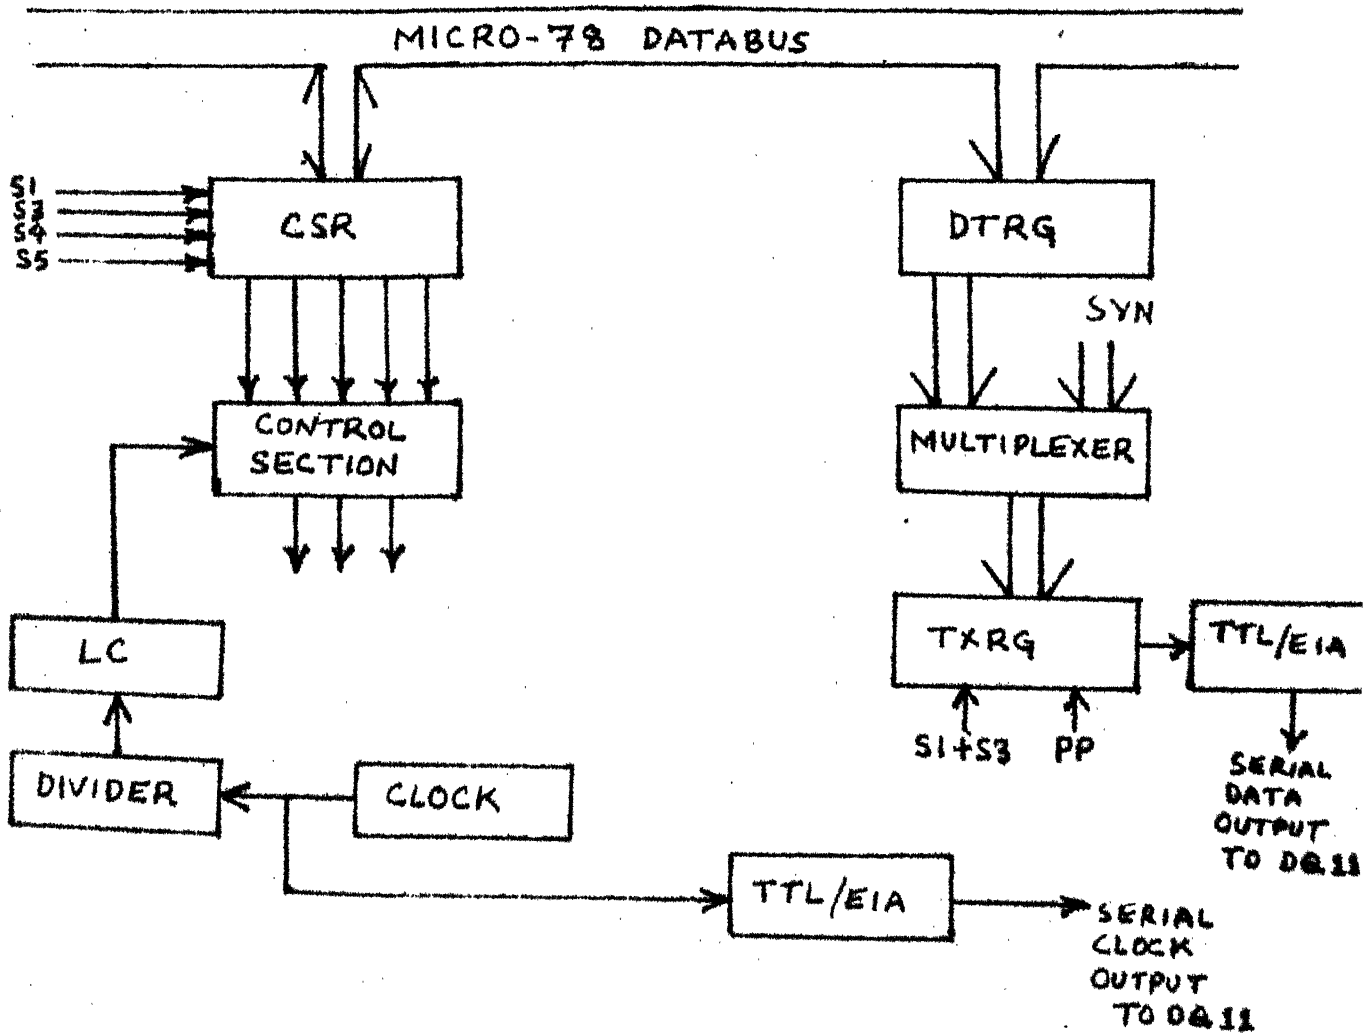 MICRO-78 DATABUS
S1
S4
S5
CSR
DTRG
SYN
CONTROL
SECTION
MULTIPLEXER
LC
TXRG
TTL/EIA
S1+S3
PP
DIVIDER
CLOCK
SERIAL
DATA
OUTPUT
TO DQ11
TTL/EIA
SERIAL
CLOCK
OUTPUT
TO DQ11